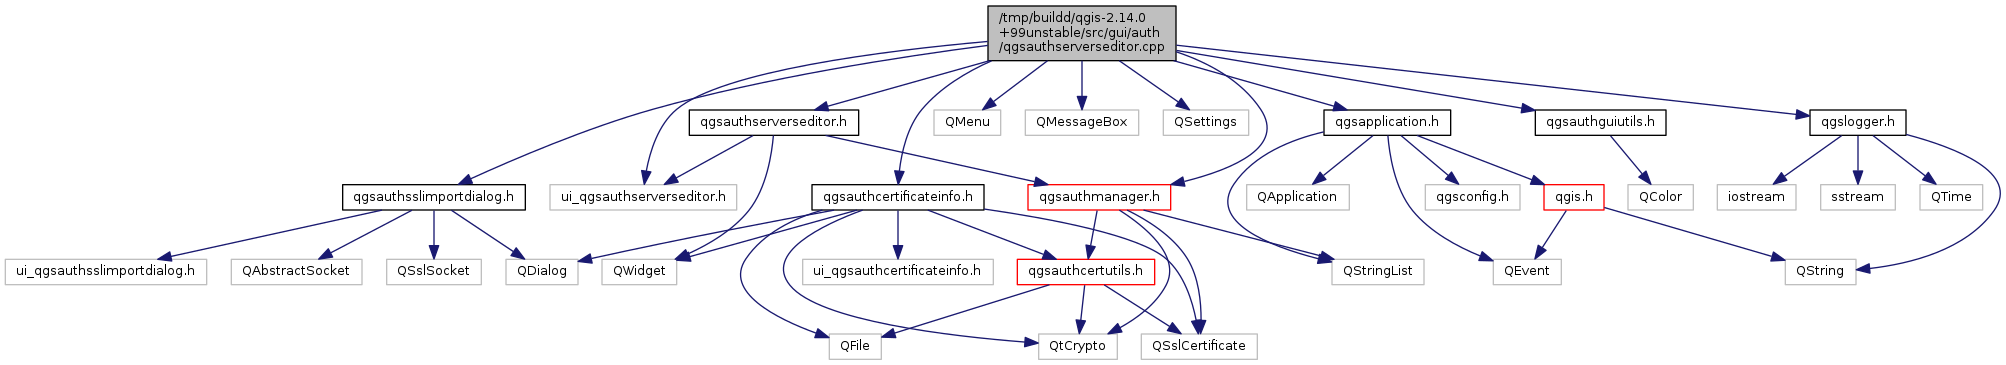 /tmp/buildd/qgis-2.14.0
+99unstable/src/gui/auth
/qgsauthserverseditor.cpp
qgsauthserverseditor.h
QMenu
QMessageBox
QSettings
qgsapplication.h
qgsauthguiutils.h
qgslogger.h
qgsauthsslimportdialog.h
ui_qgsauthserverseditor.h
qgsauthcertificateinfo.h
qgsauthmanager.h
QApplication
qgsconfig.h
qgis.h
QColor
iostream
sstream
QTime
ui_qgsauthsslimportdialog.h
QAbstractSocket
QSslSocket
QDialog
QWidget
ui_qgsauthcertificateinfo.h
qgsauthcertutils.h
QStringList
QEvent
QString
QFile
QtCrypto
QSslCertificate